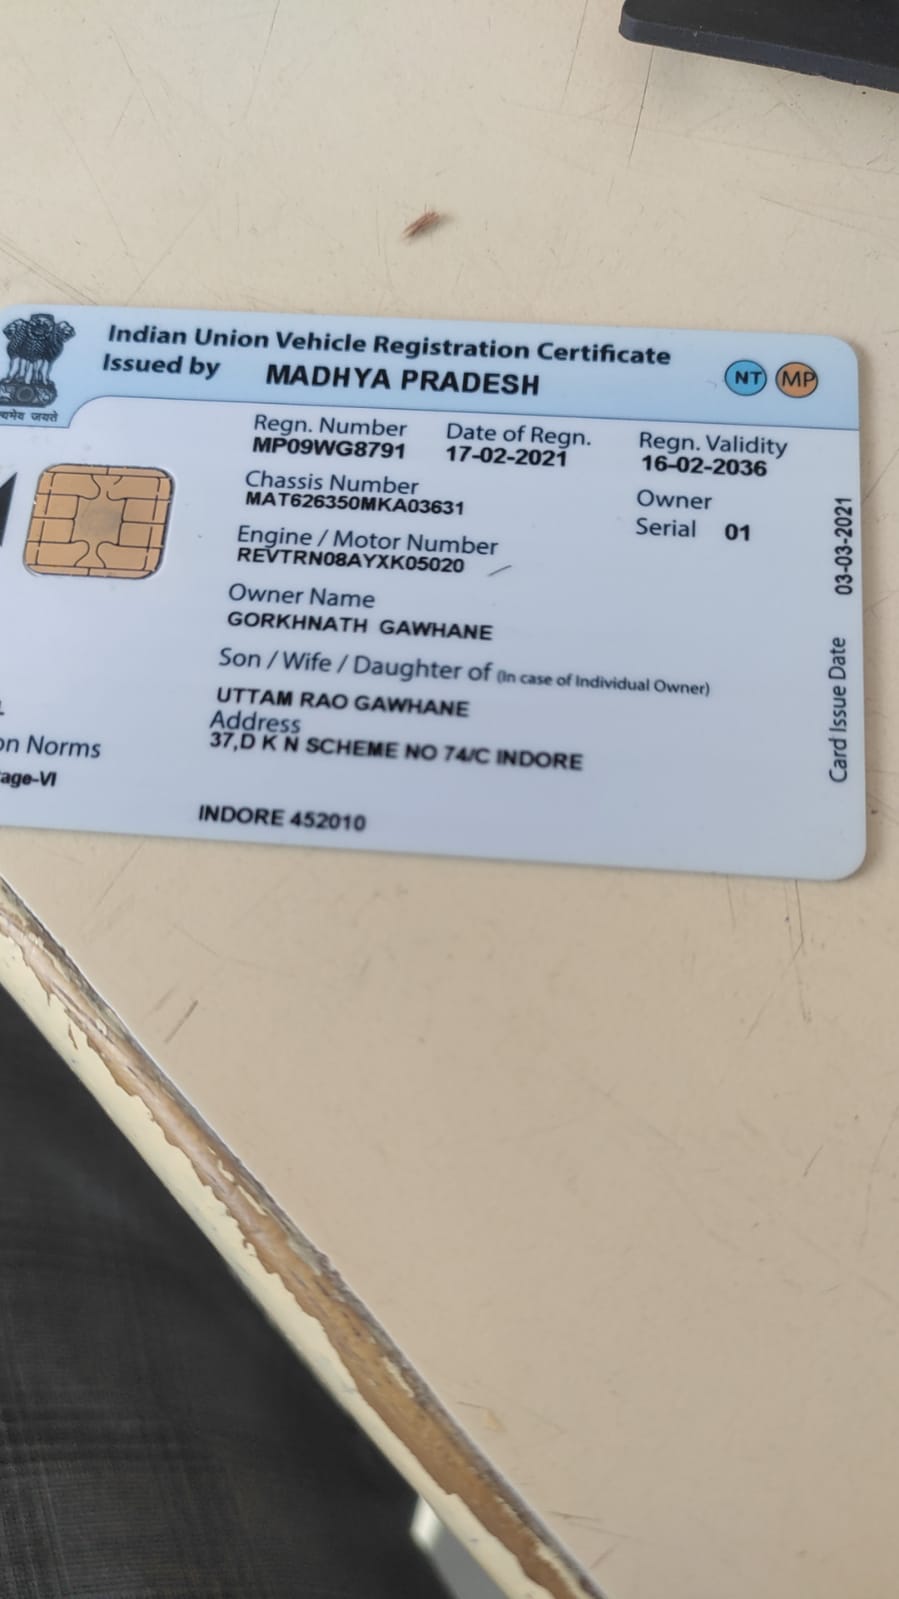 Indian Union Vehicle Registration Certificate
Issued by MADHYA PRADESH
NT MP
सत्यमेव जयते
Regn. Number Date of Regn. Regn. Validity
MP09WG8791 17-02-2021 16-02-2036
Chassis Number
MAT626350MKA03631
Owner
Serial 01
Engine / Motor Number
REVTRN08AYXK05020
Owner Name
GORKHNATH GAWHANE
Son / Wife / Daughter of (In case of Individual Owner)
UTTAM RAO GAWHANE
Address
37,D K N SCHEME NO 74/C INDORE
INDORE 452010
on Norms
age-VI
Card Issue Date 03-03-2021